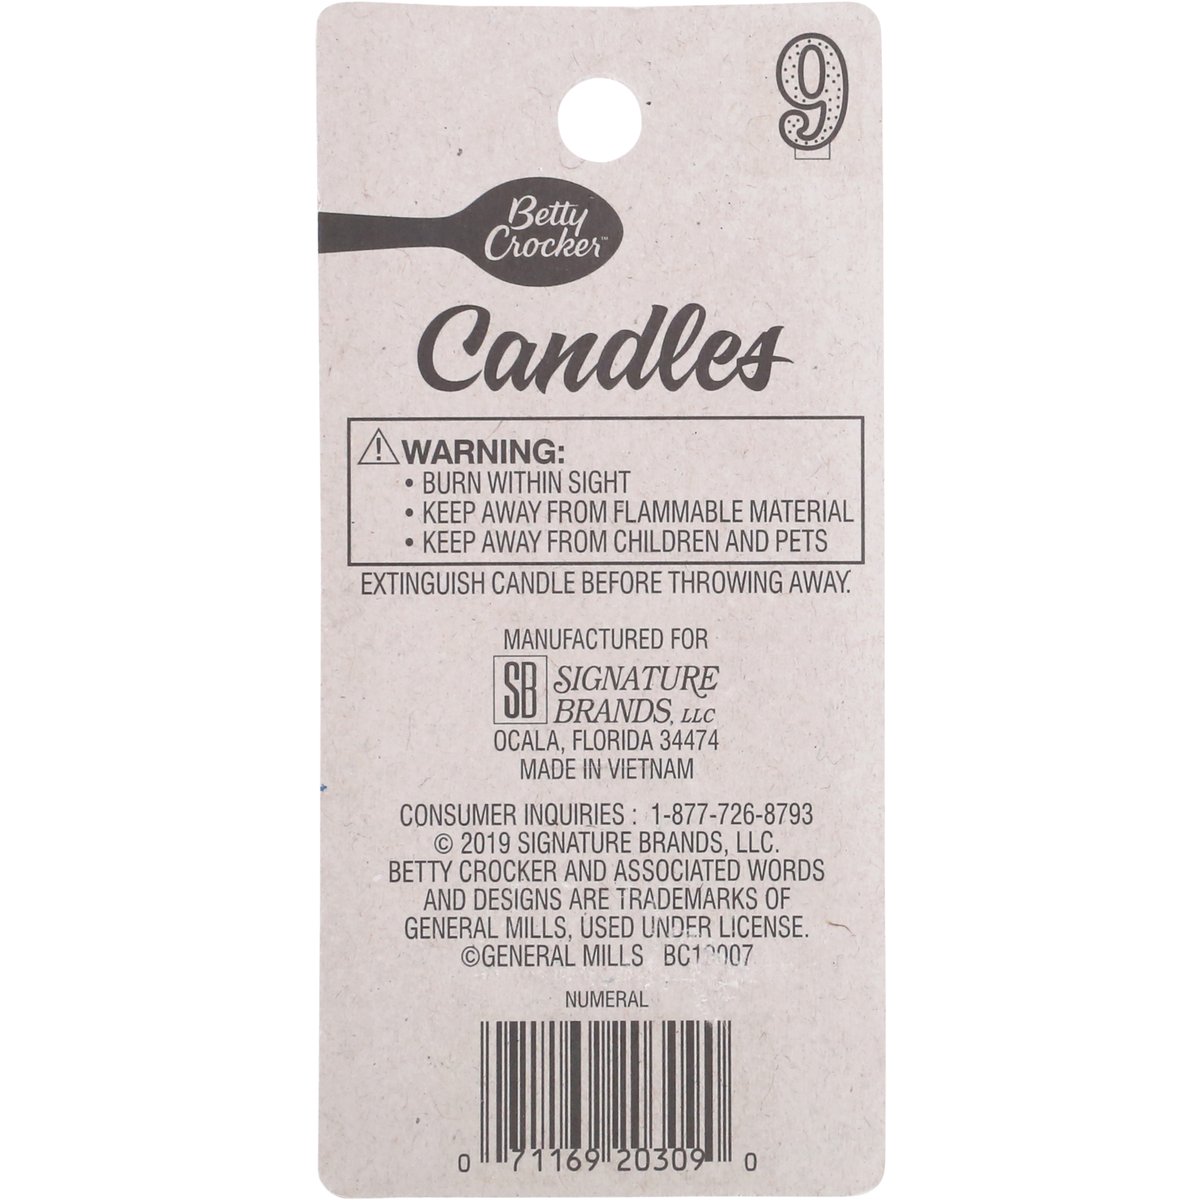 9
Betty
Crocker™
Candles
⚠ WARNING:
• BURN WITHIN SIGHT
• KEEP AWAY FROM FLAMMABLE MATERIAL
• KEEP AWAY FROM CHILDREN AND PETS
EXTINGUISH CANDLE BEFORE THROWING AWAY.
MANUFACTURED FOR
SB SIGNATURE
BRANDS, LLC
OCALA, FLORIDA 34474
MADE IN VIETNAM
CONSUMER INQUIRIES : 1-877-726-8793
© 2019 SIGNATURE BRANDS, LLC.
BETTY CROCKER AND ASSOCIATED WORDS
AND DESIGNS ARE TRADEMARKS OF
GENERAL MILLS, USED UNDER LICENSE.
©GENERAL MILLS
NUMERAL
0 71169 20309 0